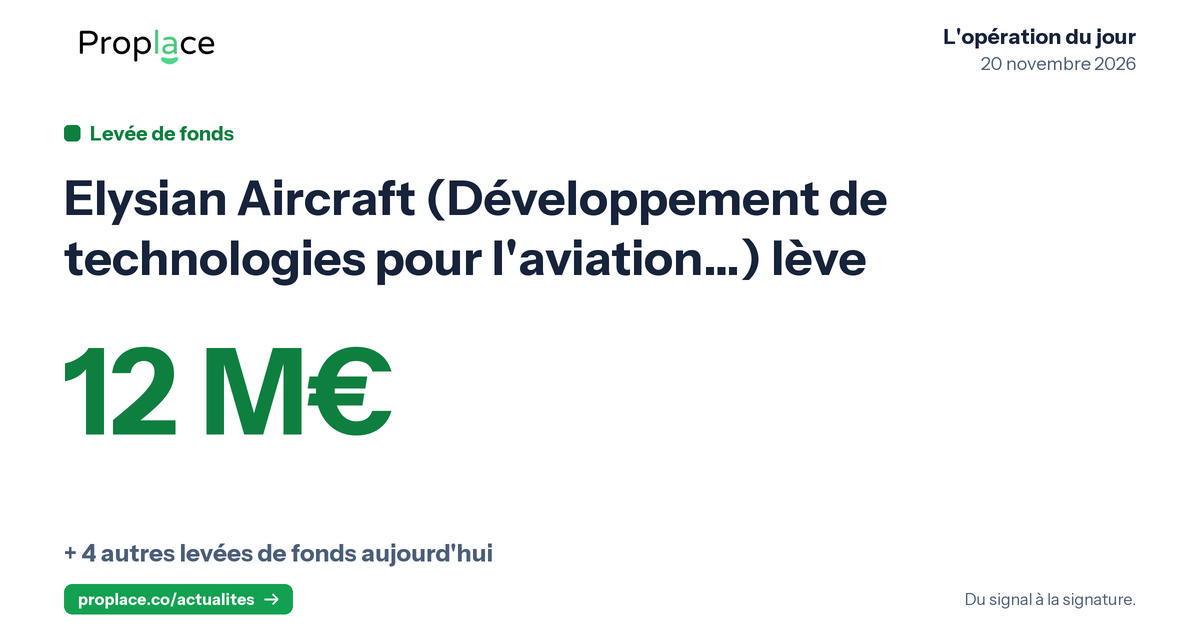 Proplace
L'opération du jour
20 novembre 2026
Levée de fonds
Elysian Aircraft (Développement de
technologies pour l'aviation...) lève
12 M€
+ 4 autres levées de fonds aujourd'hui
proplace.co/actualites →
Du signal à la signature.